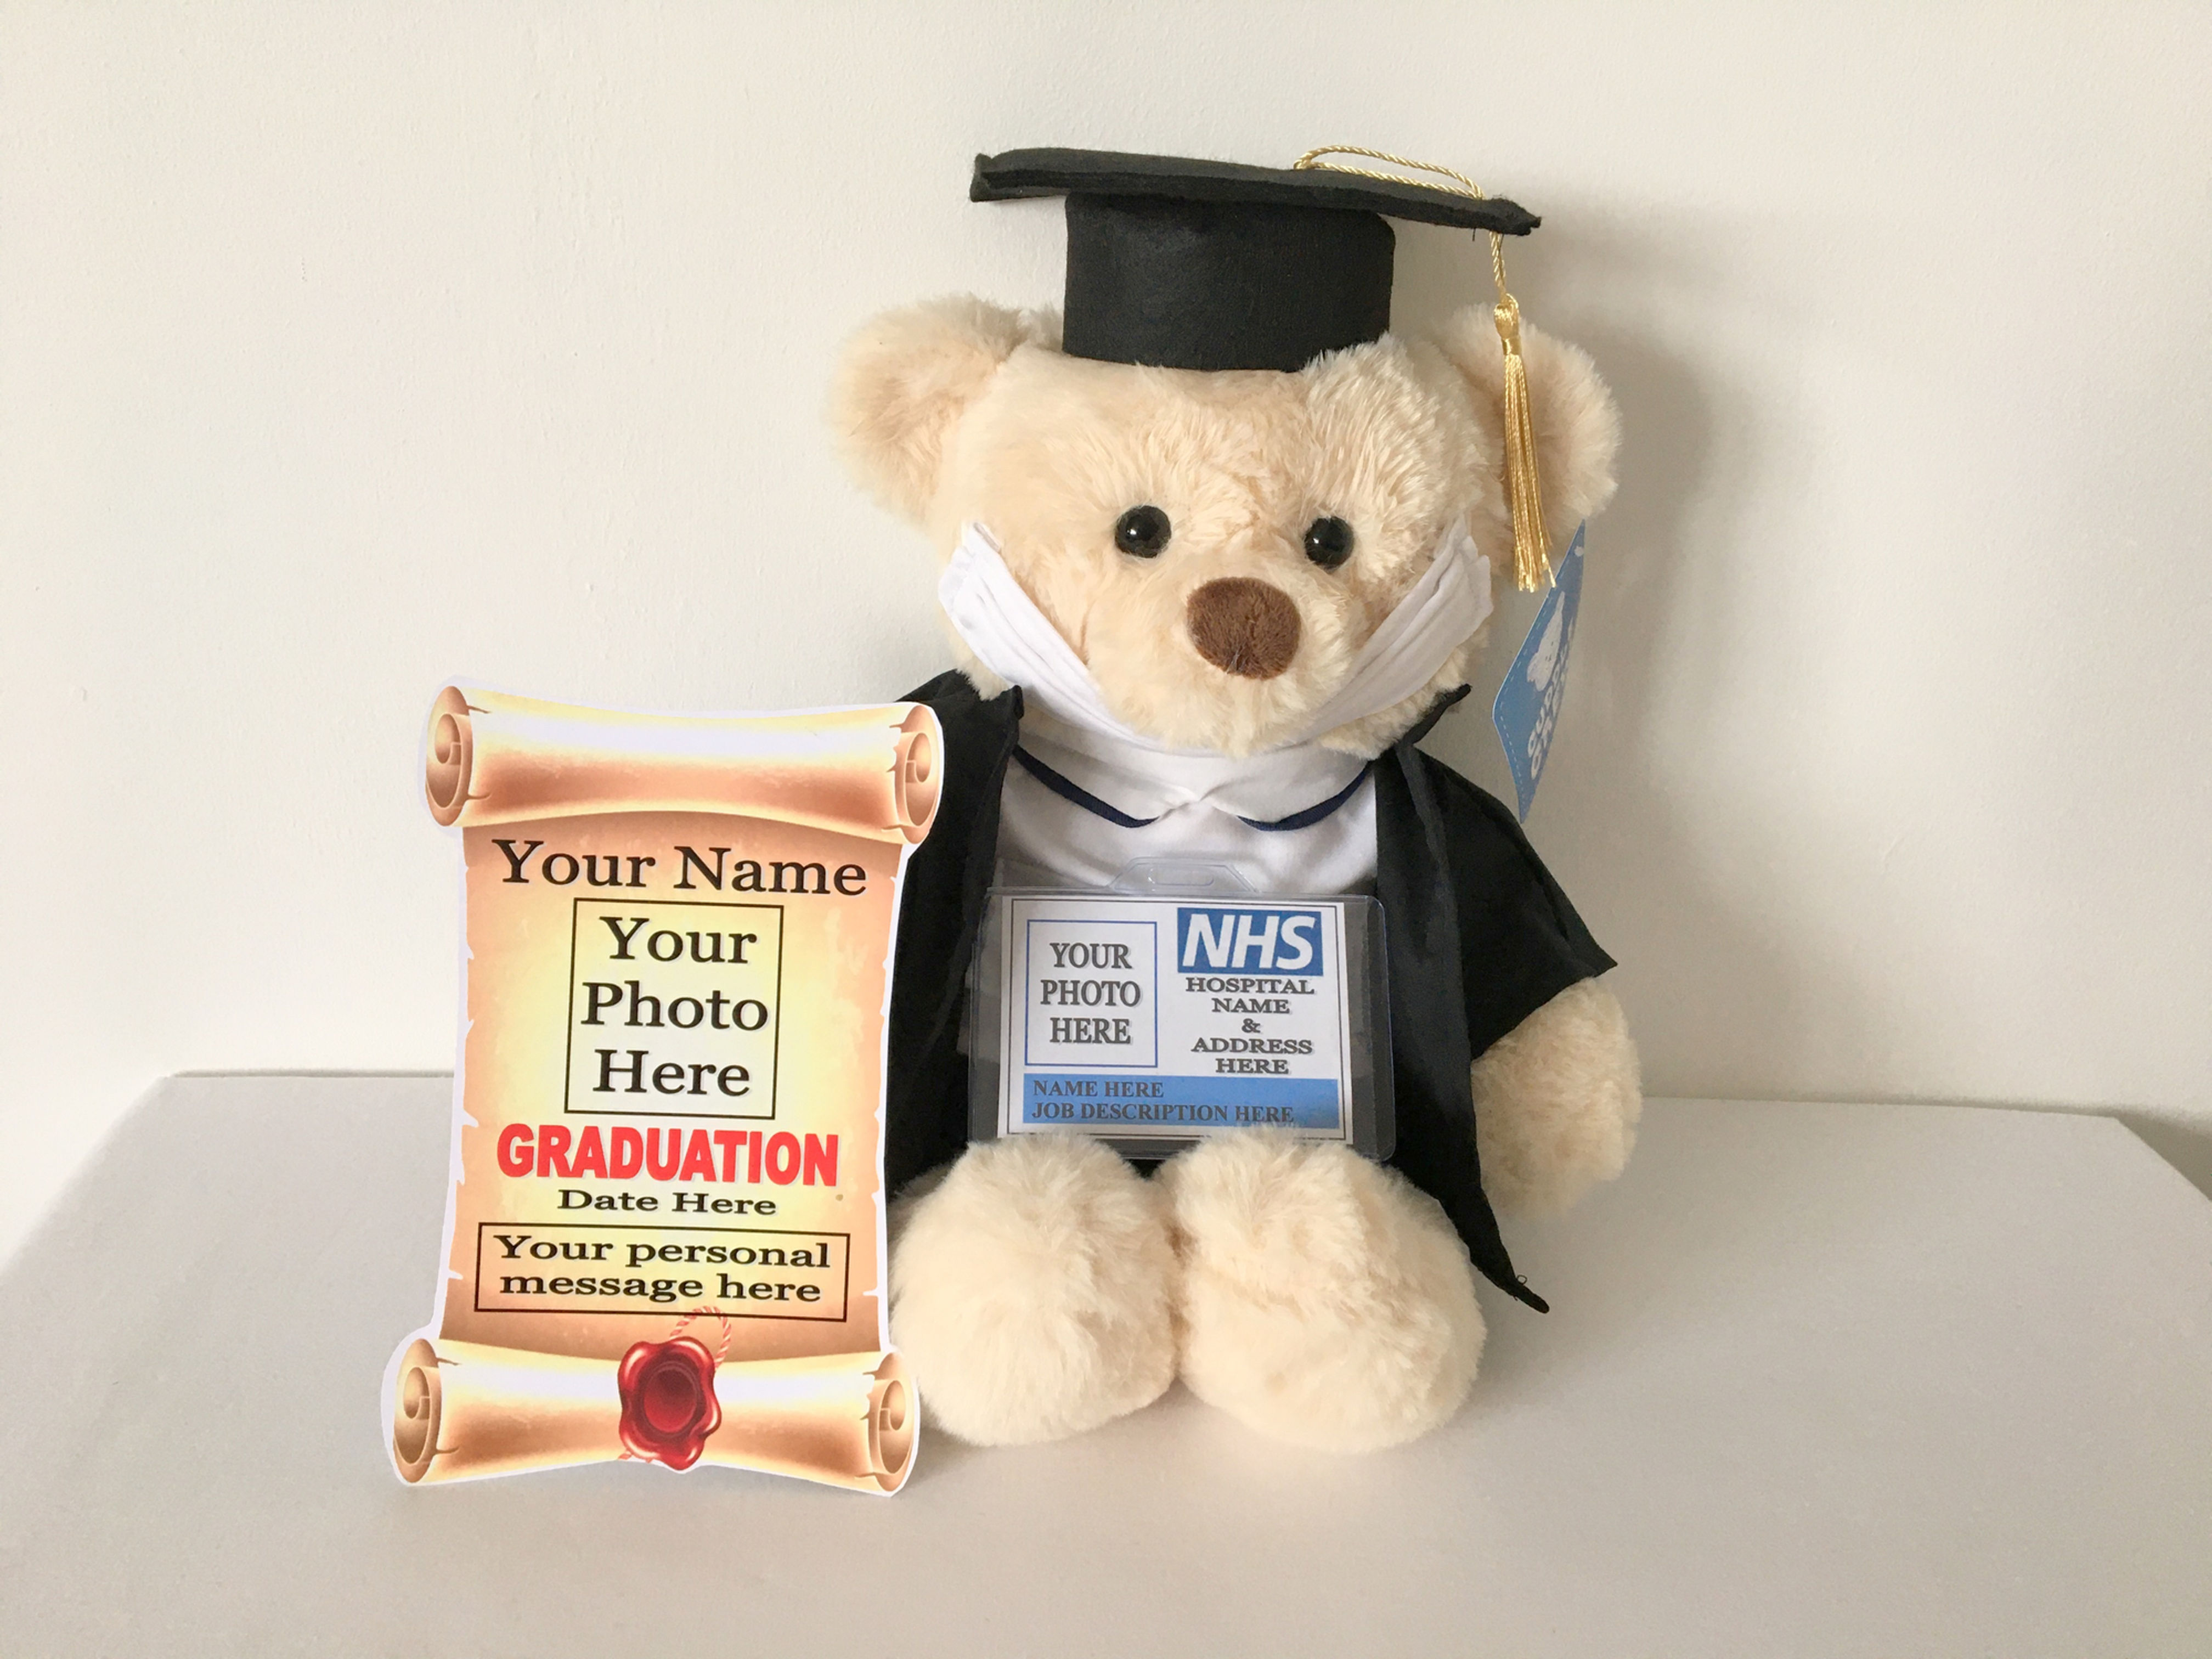 Your Name
Your
Photo
Here
GRADUATION
Date Here
Your personal
message here
YOUR
PHOTO
HERE
NHS
HOSPITAL
NAME
&
ADDRESS
HERE
NAME HERE
JOB DESCRIPTION HERE